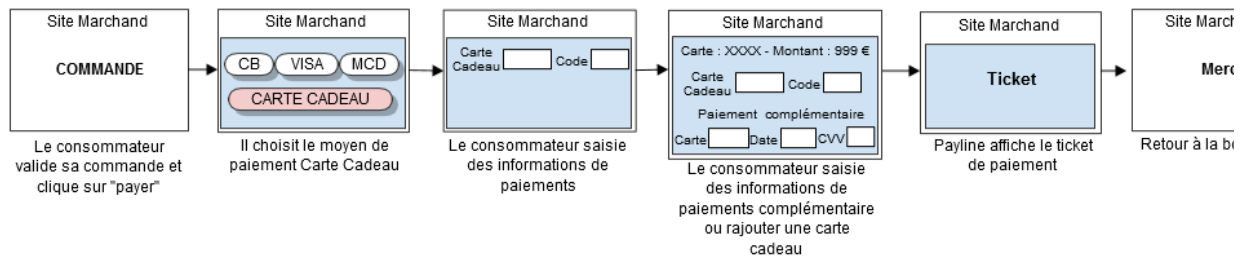 Site Marchand
COMMANDE
Le consommateur
valide sa commande et
clique sur "payer"
Site Marchand
CB VISA MCD
CARTE CADEAU
Il choisit le moyen de
paiement Carte Cadeau
Site Marchand
Carte
Cadeau Code
Le consommateur saisie
des informations de
paiements
Site Marchand
Carte : XXXX - Montant : 999 €
Carte
Cadeau Code
Paiement complémentaire
Carte Date CVV
Le consommateur saisie
des informations de
paiements complémentaire
ou rajouter une carte
cadeau
Site Marchand
Ticket
Payline affiche le ticket
de paiement
Site March
Merc
Retour à la b